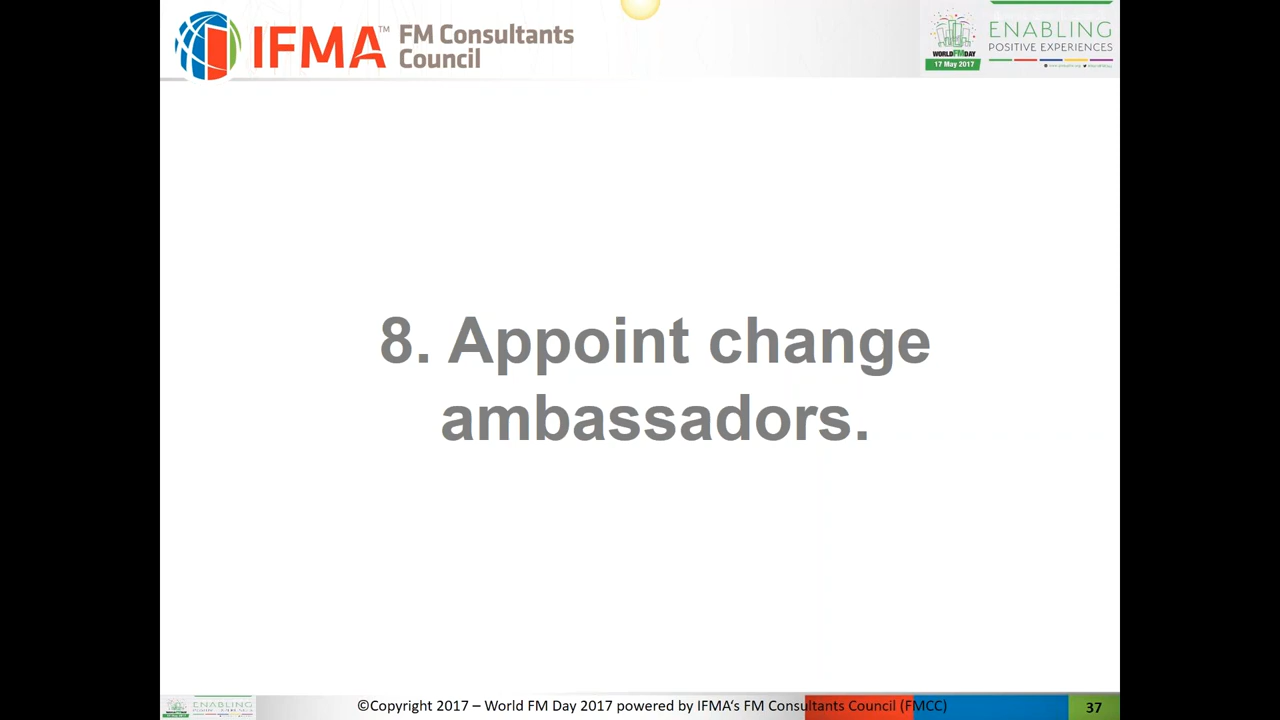 IFMA™ FM Consultants
Council
WORLD FM DAY
17 May 2017
ENABLING
POSITIVE EXPERIENCES
8. Appoint change
ambassadors.
ENABLING
©Copyright 2017 – World FM Day 2017 powered by IFMA‘s FM Consultants Council (FMCC)
37